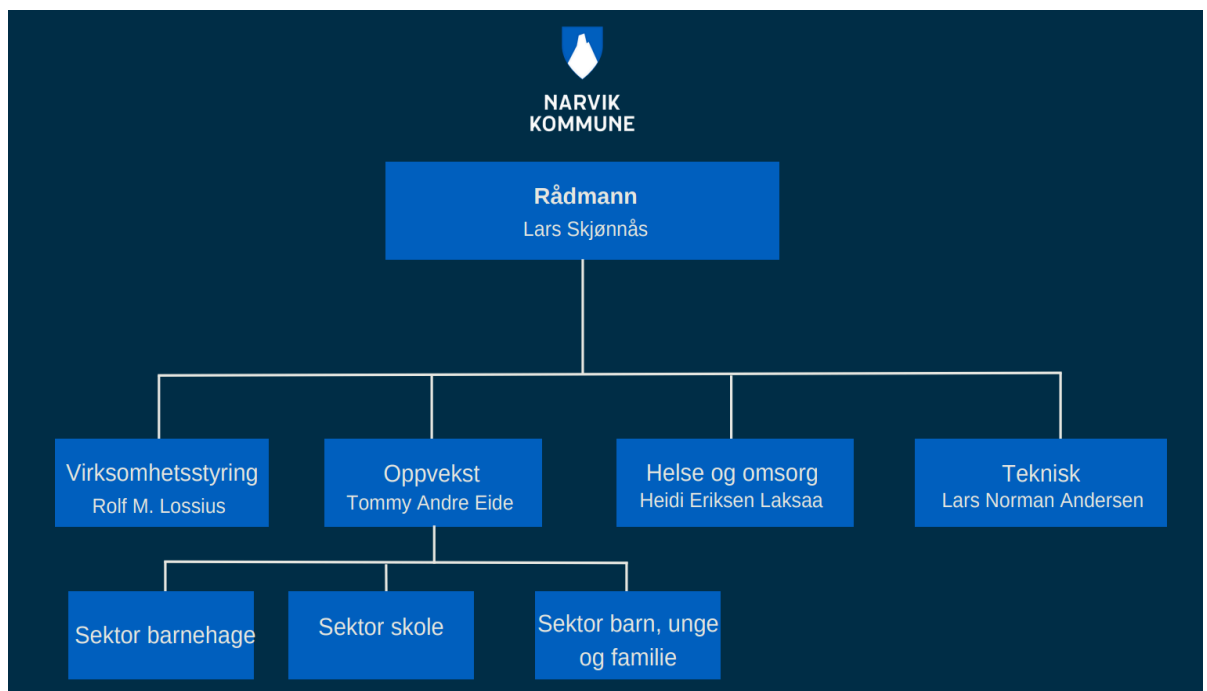 NARVIK
KOMMUNE
Rådmann
Lars Skjønnås
Virksomhetsstyring
Rolf M. Lossius
Oppvekst
Tommy Andre Eide
Helse og omsorg
Heidi Eriksen Laksaa
Teknisk
Lars Norman Andersen
Sektor barnehage
Sektor skole
Sektor barn, unge
og familie